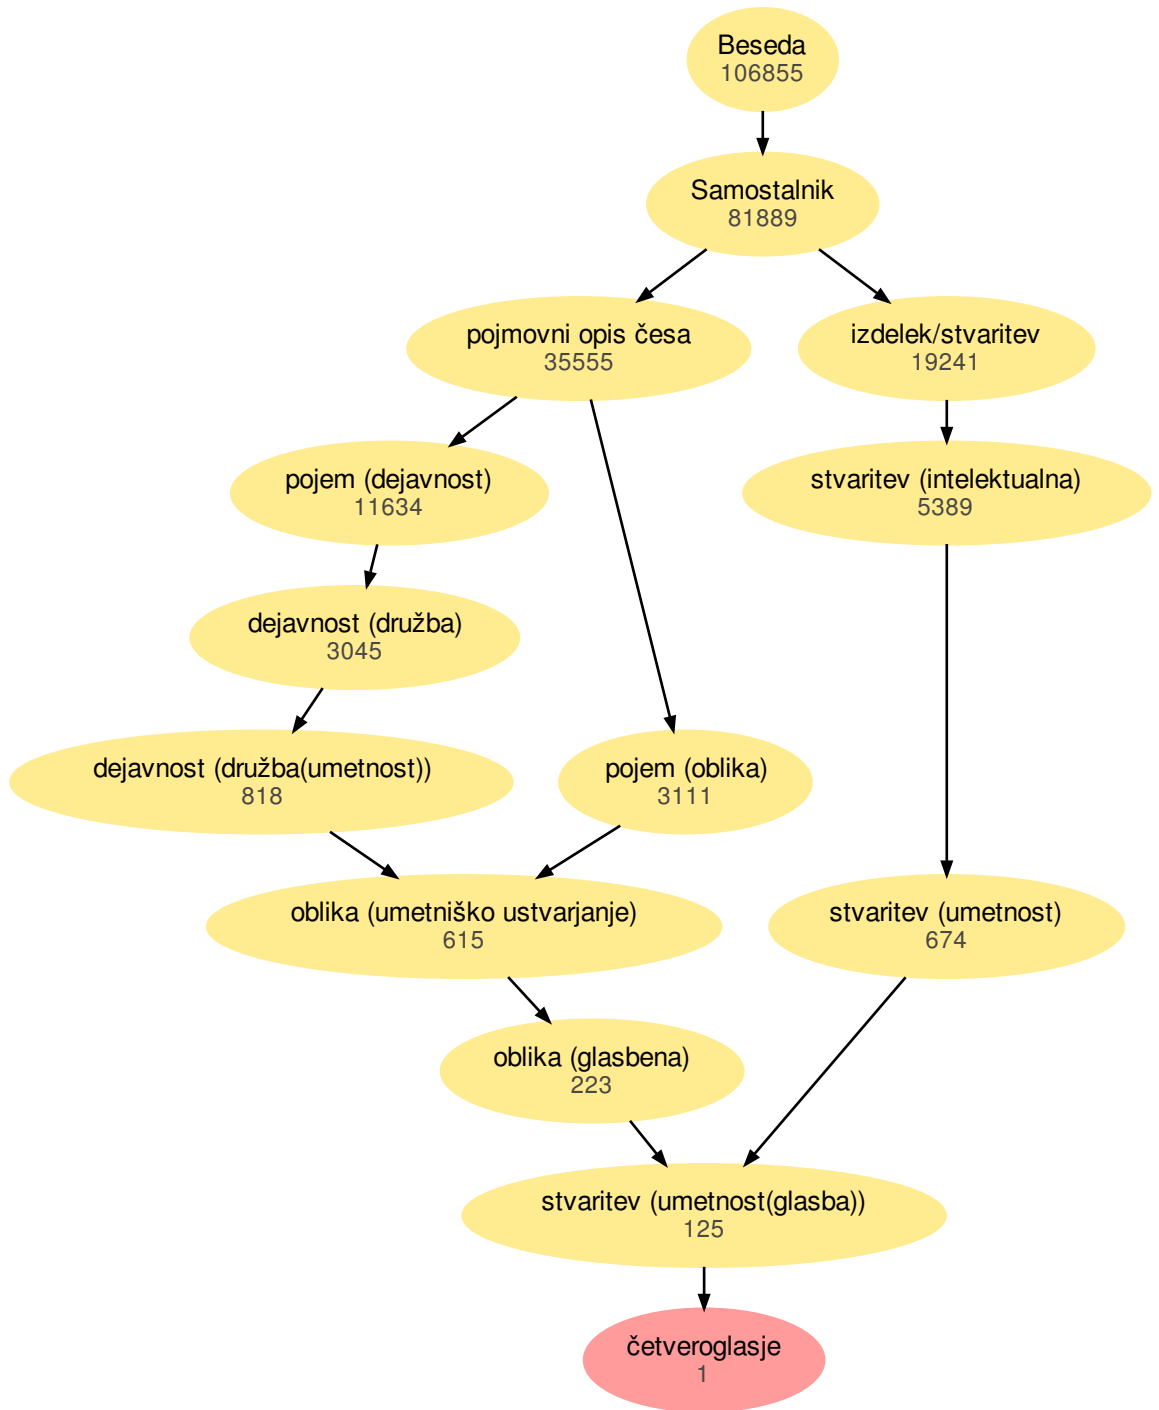 Beseda
106855
Samostalnik
81889
pojmovni opis česa
35555
izdelek/stvaritev
19241
pojem (dejavnost)
11634
stvaritev (intelektualna)
5389
dejavnost (družba)
3045
dejavnost (družba(umetnost))
818
pojem (oblika)
3111
oblika (umetniško ustvarjanje)
615
stvaritev (umetnost)
674
oblika (glasbena)
223
stvaritev (umetnost(glasba))
125
četveroglasje
1